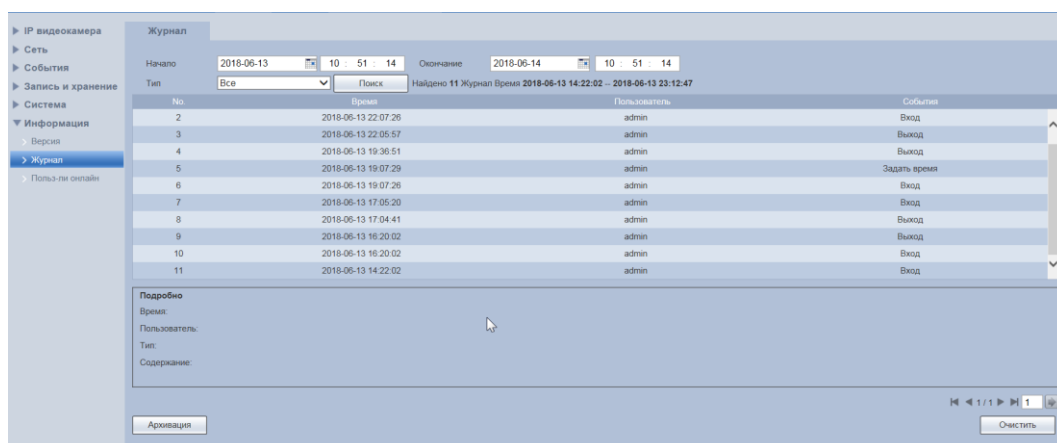 IP видеокамера
Сеть
События
Запись и хранение
Система
Информация
Версия
Журнал
Польз-ли онлайн
Журнал
Начало 2018-06-13 10 : 51 : 14 Окончание 2018-06-14 10 : 51 : 14
Тип Все Поиск Найдено 11 Журнал Время 2018-06-13 14:22:02 -- 2018-06-13 23:12:47
No. Время Пользователь События
2 2018-06-13 22:07:26 admin Вход
3 2018-06-13 22:05:57 admin Выход
4 2018-06-13 19:36:51 admin Выход
5 2018-06-13 19:07:29 admin Задать время
6 2018-06-13 19:07:26 admin Вход
7 2018-06-13 17:05:20 admin Вход
8 2018-06-13 17:04:41 admin Выход
9 2018-06-13 16:20:02 admin Выход
10 2018-06-13 16:20:02 admin Вход
11 2018-06-13 14:22:02 admin Вход
Подробно
Время:
Пользователь:
Тип:
Содержание:
1 / 1 1
Архивация Очистить